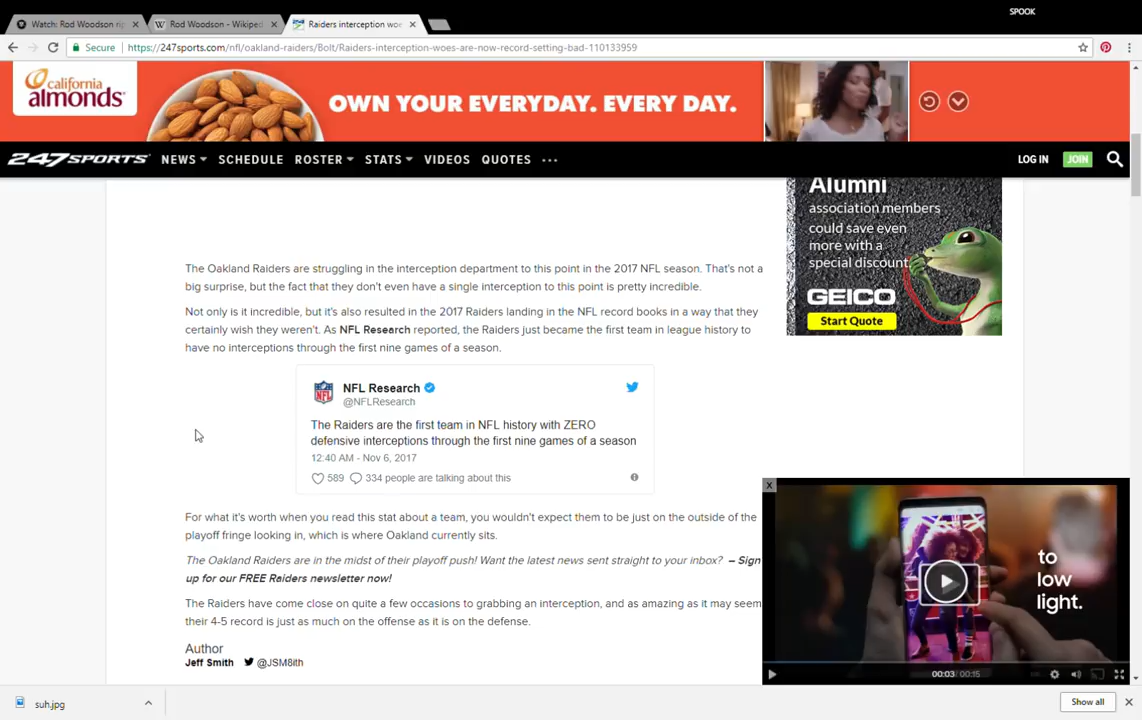 SPOOK
Watch: Rod Woodson rip
Rod Woodson - Wikiped
Raiders interception woe
Secure
https://247sports.com/nfl/oakland-raiders/Bolt/Raiders-interception-woes-are-now-record-setting-bad-110133959
california
almonds
OWN YOUR EVERYDAY. EVERY DAY.
247SPORTS NEWS SCHEDULE ROSTER STATS VIDEOS QUOTES ••• LOG IN JOIN
Alumni
association members
could save even
more with a
special discount
GEICO
Start Quote
The Oakland Raiders are struggling in the interception department to this point in the 2017 NFL season. That's not a
big surprise, but the fact that they don't even have a single interception to this point is pretty incredible.
Not only is it incredible, but it's also resulted in the 2017 Raiders landing in the NFL record books in a way that they
certainly wish they weren't. As NFL Research reported, the Raiders just became the first team in league history to
have no interceptions through the first nine games of a season.
NFL
NFL Research
@NFLResearch
The Raiders are the first team in NFL history with ZERO
defensive interceptions through the first nine games of a season
12:40 AM - Nov 6, 2017
589 334 people are talking about this
For what it's worth when you read this stat about a team, you wouldn't expect them to be just on the outside of the
playoff fringe looking in, which is where Oakland currently sits.
The Oakland Raiders are in the midst of their playoff push! Want the latest news sent straight to your inbox? – Sign
up for our FREE Raiders newsletter now!
The Raiders have come close on quite a few occasions to grabbing an interception, and as amazing as it may seem
their 4-5 record is just as much on the offense as it is on the defense.
Author
Jeff Smith @JSM8ith
X
to
low
light.
00:03 / 00:15
suh.jpg
Show all